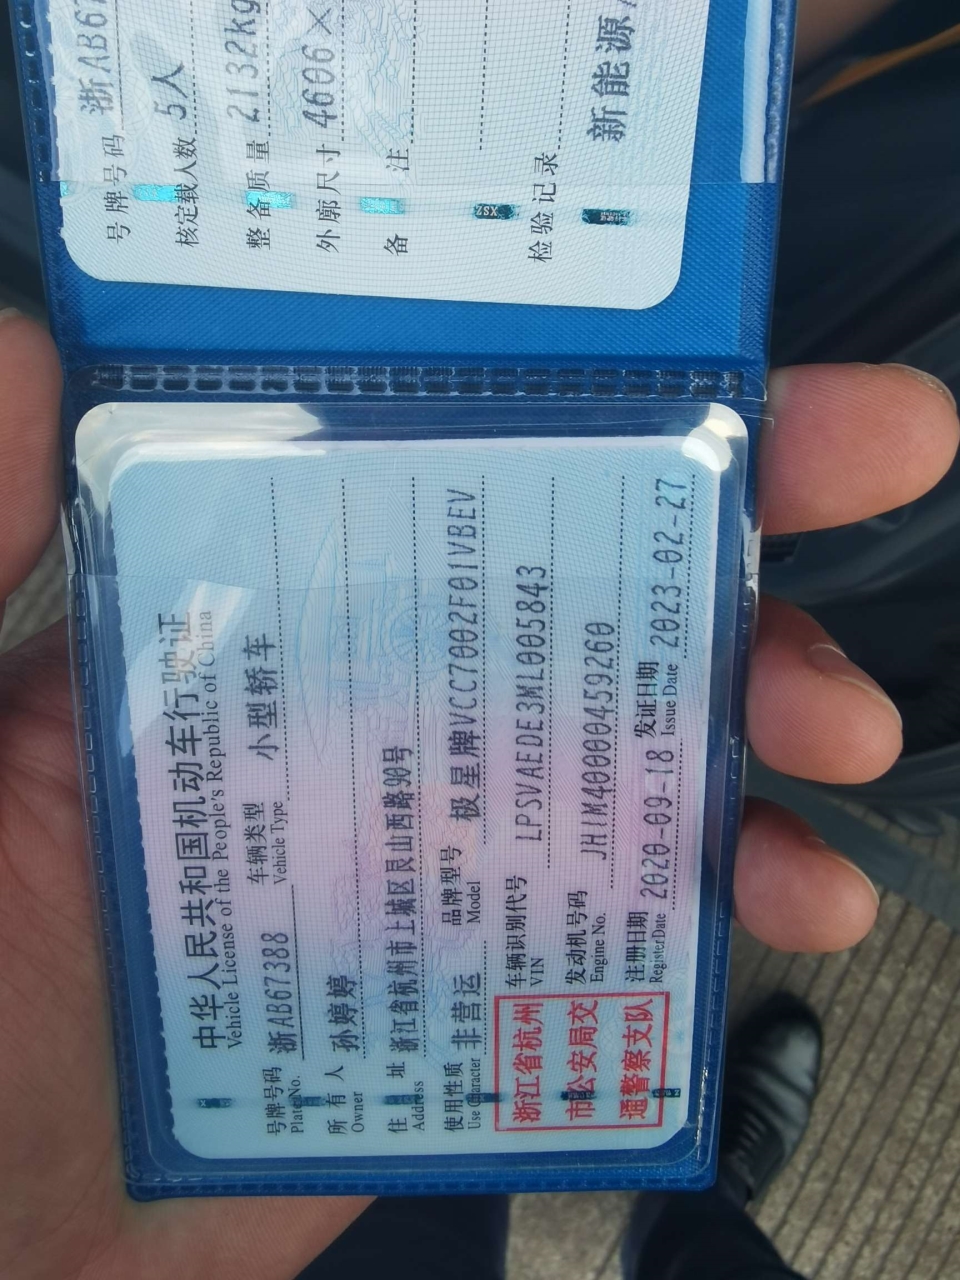 中华人民共和国机动车行驶证
Vehicle License of the People's Republic of China
号牌号码 浙AB67388 车辆类型 小型轿车
Plate No. Vehicle Type
所有人 孙婷婷
Owner
住址 浙江省杭州市上城区艮山西路90号
Address
使用性质 非营运 品牌型号 极星牌VCC7002F01VBEV
Use Character Model
浙江省杭州
市公安局交
通警察支队
车辆识别代号 LPSVAEDE3ML005843
VIN
发动机号码 JHIM40000459260
Engine No.
注册日期 2020-09-18 发证日期 2023-02-27
Register Date Issue Date
号牌号码 浙AB67
核定载人数 5人
整备质量 2132kg
外廓尺寸 4606×
备注
检验记录
新能源